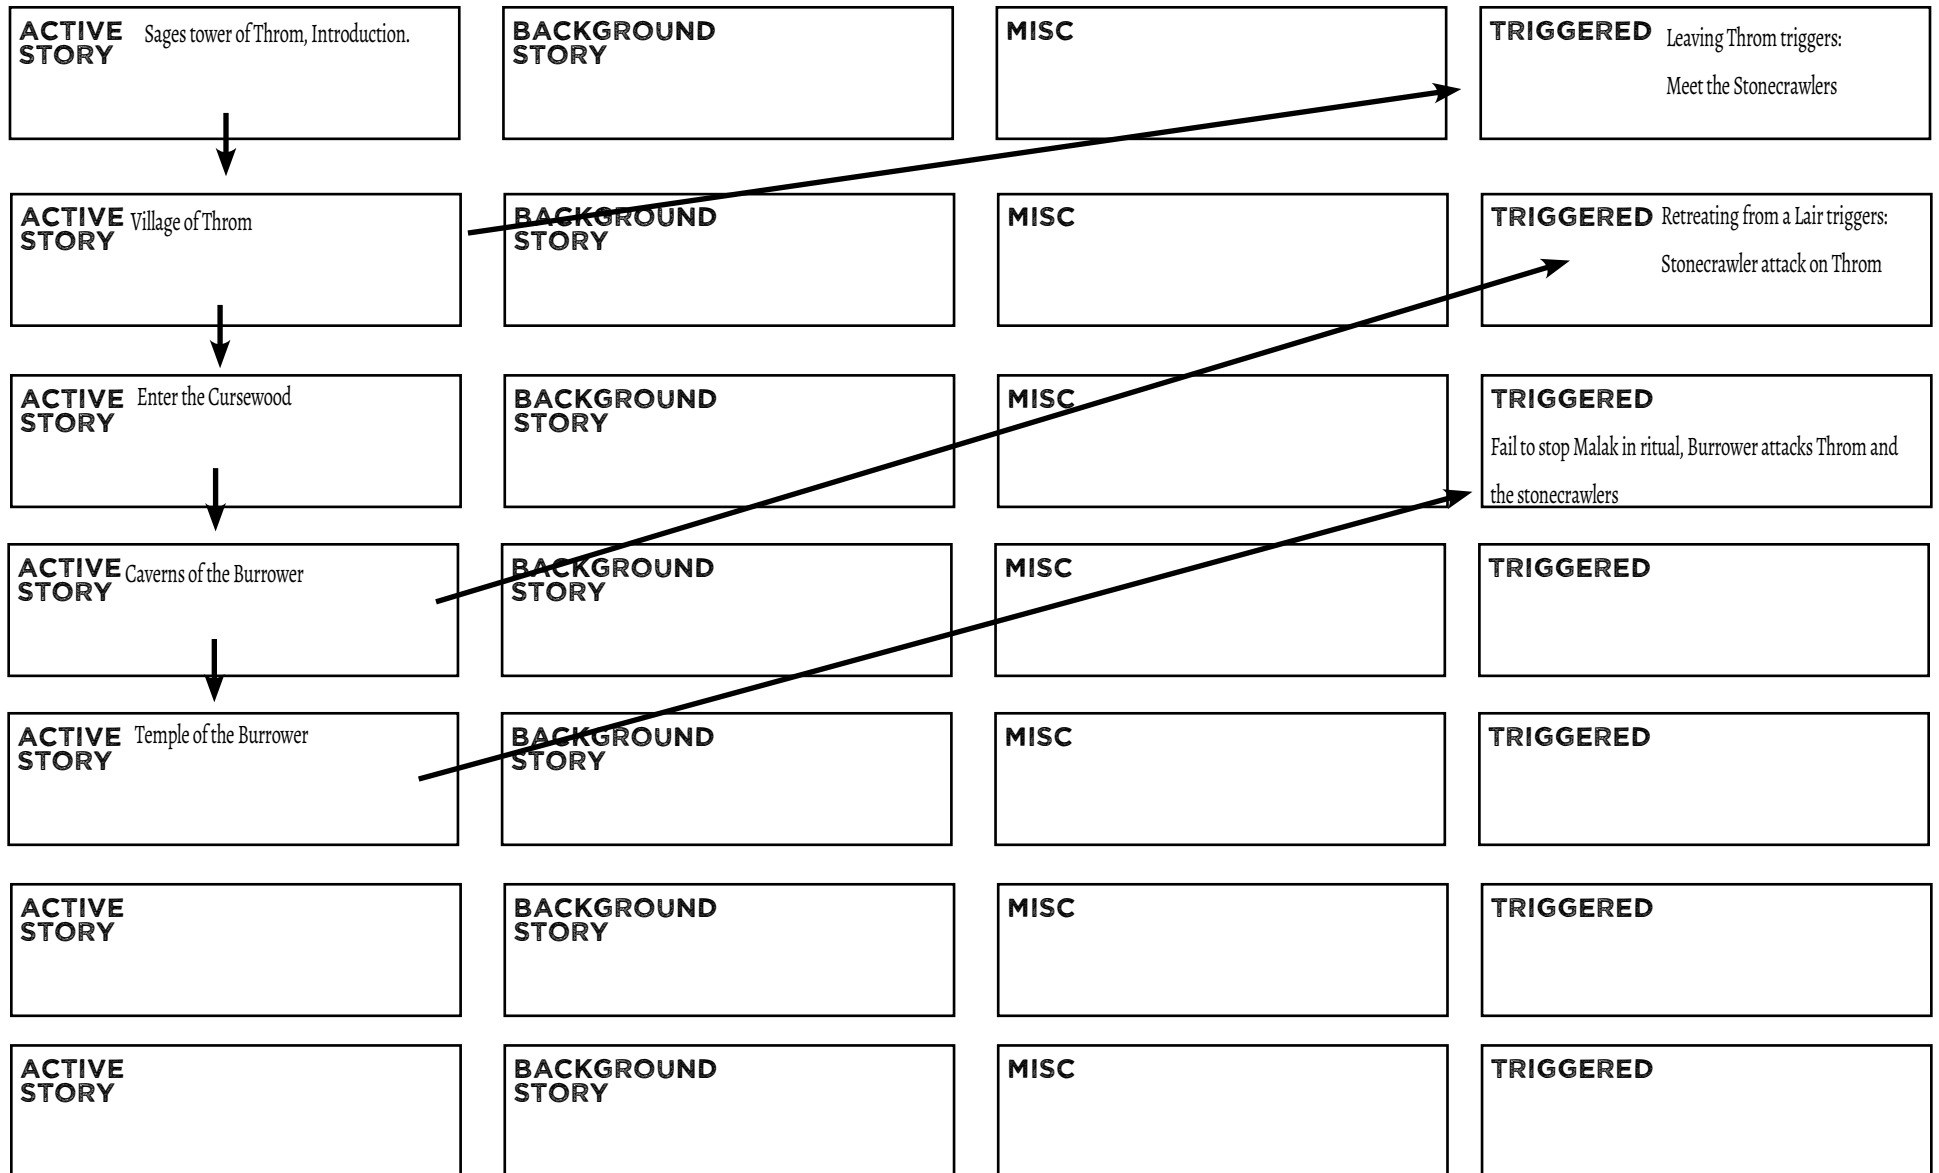 ACTIVE STORY Sages tower of Throm, Introduction.
BACKGROUND STORY
MISC
TRIGGERED Leaving Throm triggers:
Meet the Stonecrawlers
ACTIVE STORY Village of Throm
BACKGROUND STORY
MISC
TRIGGERED Retreating from a Lair triggers:
Stonecrawler attack on Throm
ACTIVE STORY Enter the Cursewood
BACKGROUND STORY
MISC
TRIGGERED
Fail to stop Malak in ritual, Burrower attacks Throm and
the stonecrawlers
ACTIVE STORY Caverns of the Burrower
BACKGROUND STORY
MISC
TRIGGERED
ACTIVE STORY Temple of the Burrower
BACKGROUND STORY
MISC
TRIGGERED
ACTIVE STORY
BACKGROUND STORY
MISC
TRIGGERED
ACTIVE STORY
BACKGROUND STORY
MISC
TRIGGERED